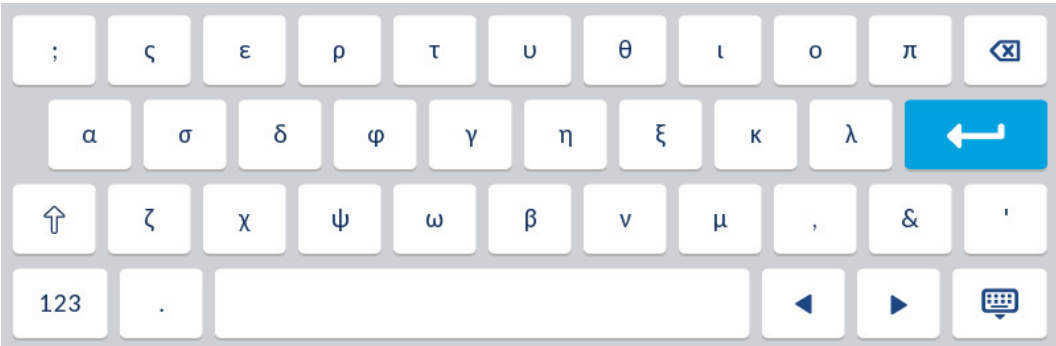 ; ς ε ρ τ υ θ ι ο π
α σ δ φ γ η ξ κ λ
ζ χ ψ ω β ν μ , & '
123 .